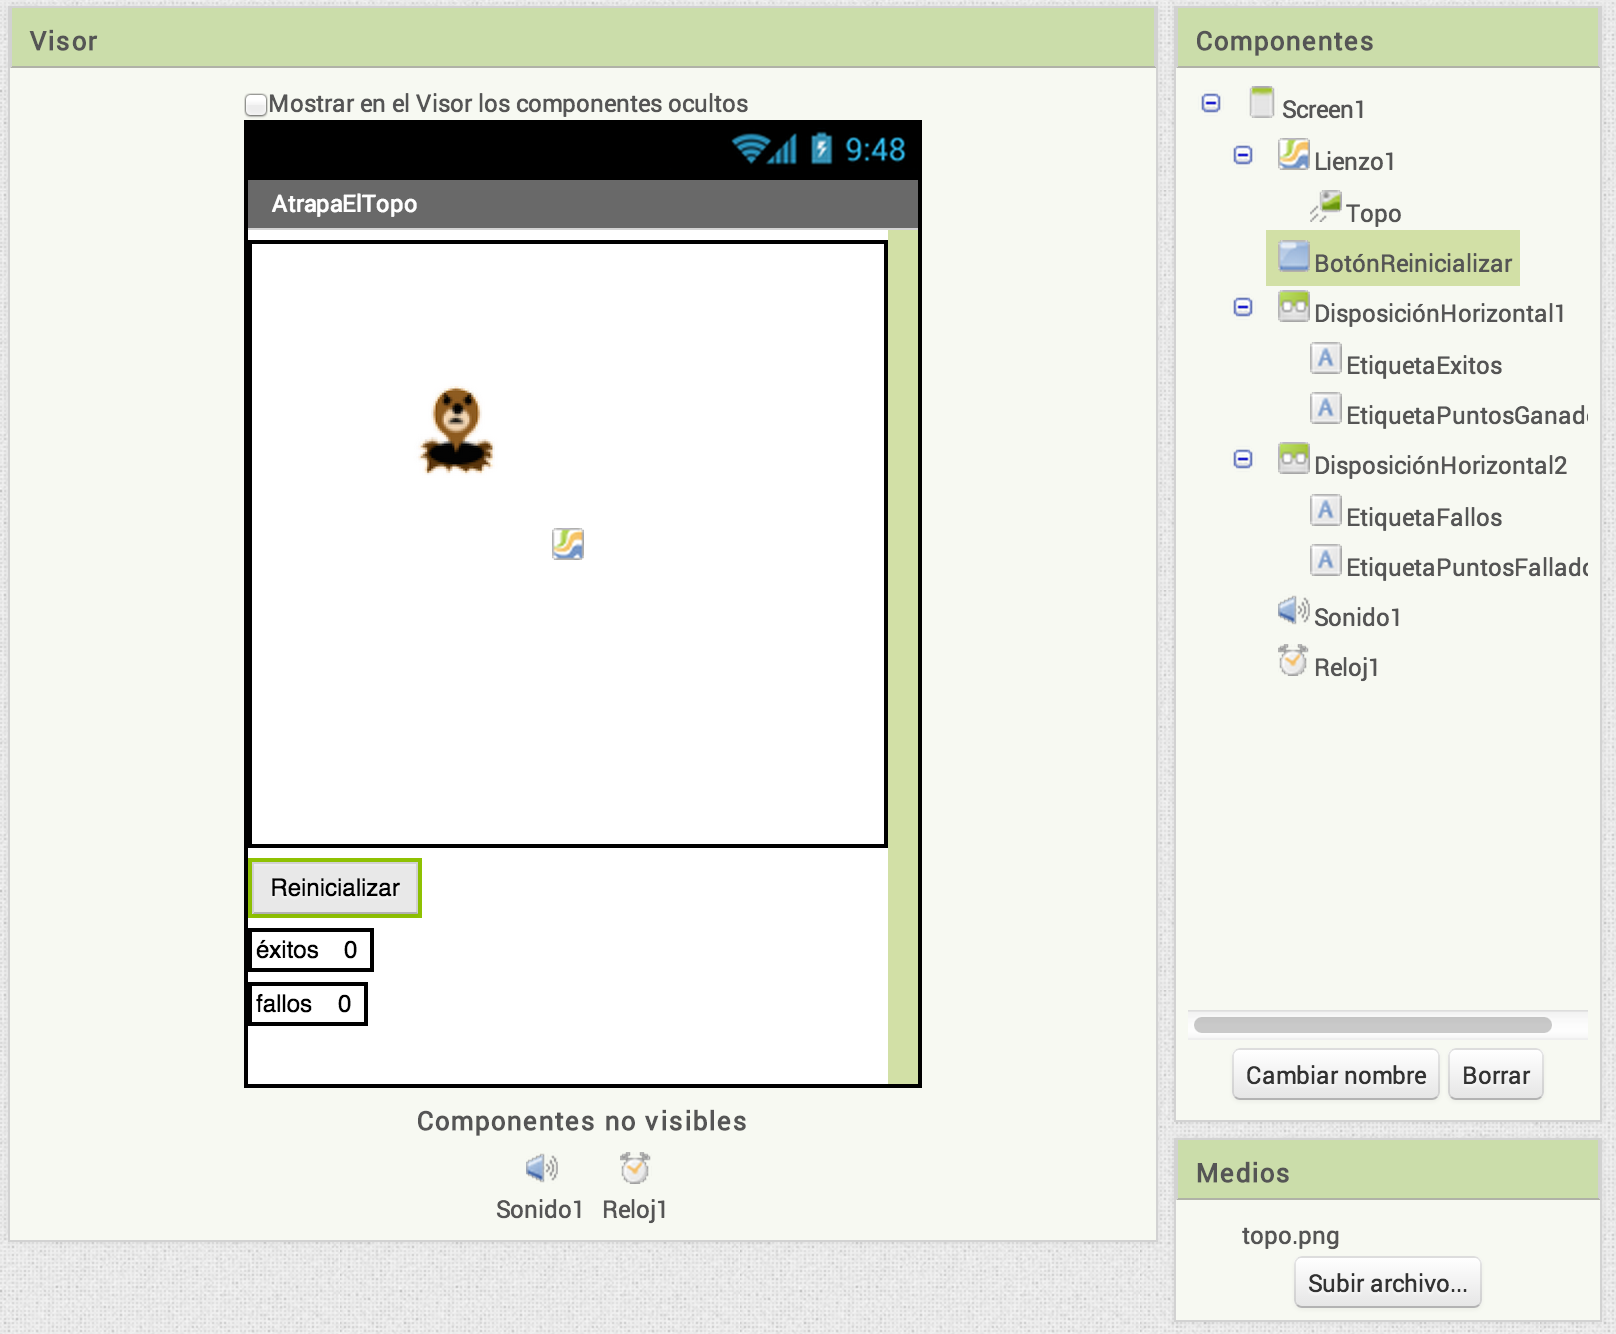 Visor
Mostrar en el Visor los componentes ocultos
9:48
AtrapaElTopo
Reinicializar
éxitos 0
fallos 0
Componentes no visibles
Sonido1 Reloj1
Componentes
Screen1
Lienzo1
Topo
BotónReinicializar
DisposiciónHorizontal1
A EtiquetaExitos
A EtiquetaPuntosGanad
DisposiciónHorizontal2
A EtiquetaFallos
A EtiquetaPuntosFallad
Sonido1
Reloj1
Cambiar nombre Borrar
Medios
topo.png
Subir archivo...